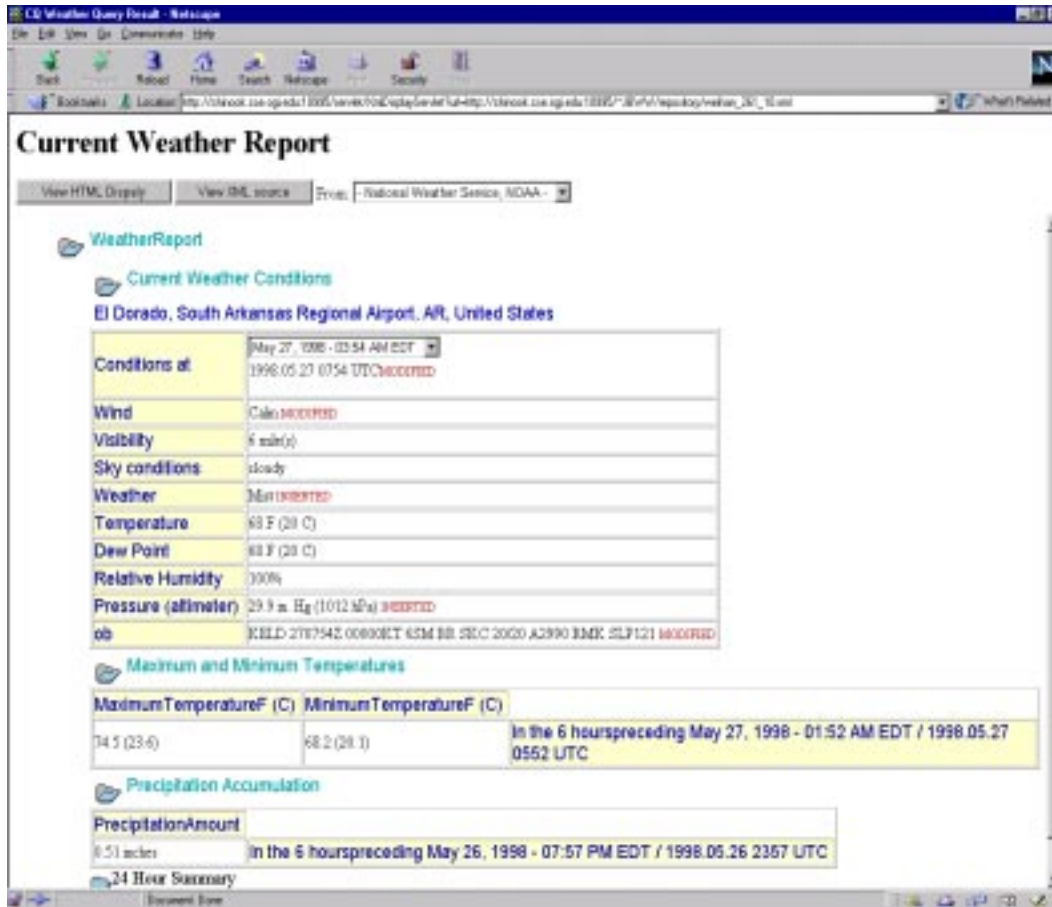 CQ Weather Query Result - Netscape
File Edit View Go Communicator Help
Back Reload Home Search Netscape Security
Bookmarks Location: What's Related
Current Weather Report
View HTML Dispaly View XML source From: - National Weather Service, NOAA -
WeatherReport
Current Weather Conditions
El Dorado, South Arkansas Regional Airport, AR, United States
Conditions at May 27, 1998 - 03:54 AM EDT
1998.05.27 0754 UTC MODIFIED
Wind Calm MODIFIED
Visibility 6 mile(s)
Sky conditions cloudy
Weather Mist INSERTED
Temperature 68 F (20 C)
Dew Point 68 F (20 C)
Relative Humidity 100%
Pressure (altimeter) 29.9 in. Hg (1012 hPa) INSERTED
ob KELD 270754Z 00000KT 6SM BR SKC 20/20 A2990 RMK SLP121 MODIFIED
Maximum and Minimum Temperatures
MaximumTemperatureF (C) MinimumTemperatureF (C)
74.5 (23.6) 68.2 (20.1) In the 6 hourspreceding May 27, 1998 - 01:52 AM EDT / 1998.05.27
0552 UTC
Precipitation Accumulation
PrecipitationAmount
0.51 inches In the 6 hourspreceding May 26, 1998 - 07:57 PM EDT / 1998.05.26 2357 UTC
24 Hour Summary
Document: Done